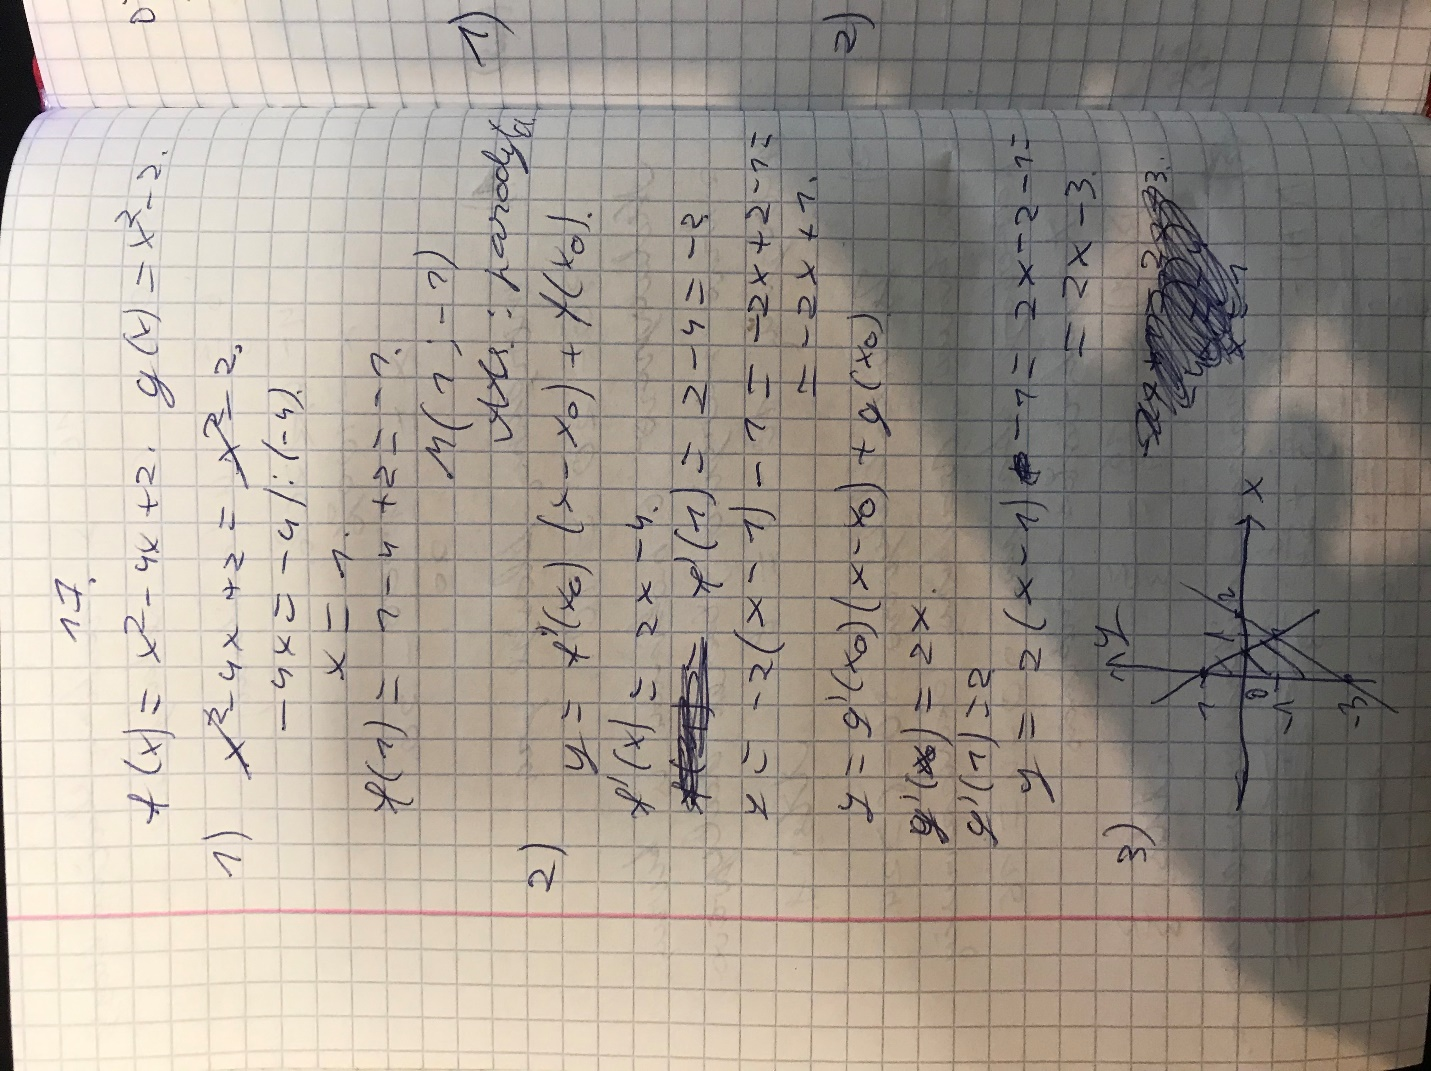 17.
f(x) = x² - 4x + 2. g(x) = x² - 2.
1) x² - 4x + 2 = x² - 2.
- 4x = - 4 /: (-4).
x = 1.
f(1) = 1 - 4 + 2 = - 1.
M(1; -1)
2) y = f'(x₀) (x - x₀) + f(x₀).
f'(x) = 2x - 4.
f'(1) = 2 - 4 = -2
y = -2(x - 1) - 1 = -2x + 2 - 1 =
= -2x + 1.
y = g'(x₀)(x - x₀) + g(x₀)
g'(x) = 2x.
g'(1) = 2
y = 2(x - 1) - 1 = 2x - 2 - 1 =
= 2x - 3.
3)
y
x
1
0
1
2
-1
-3
1)
2)